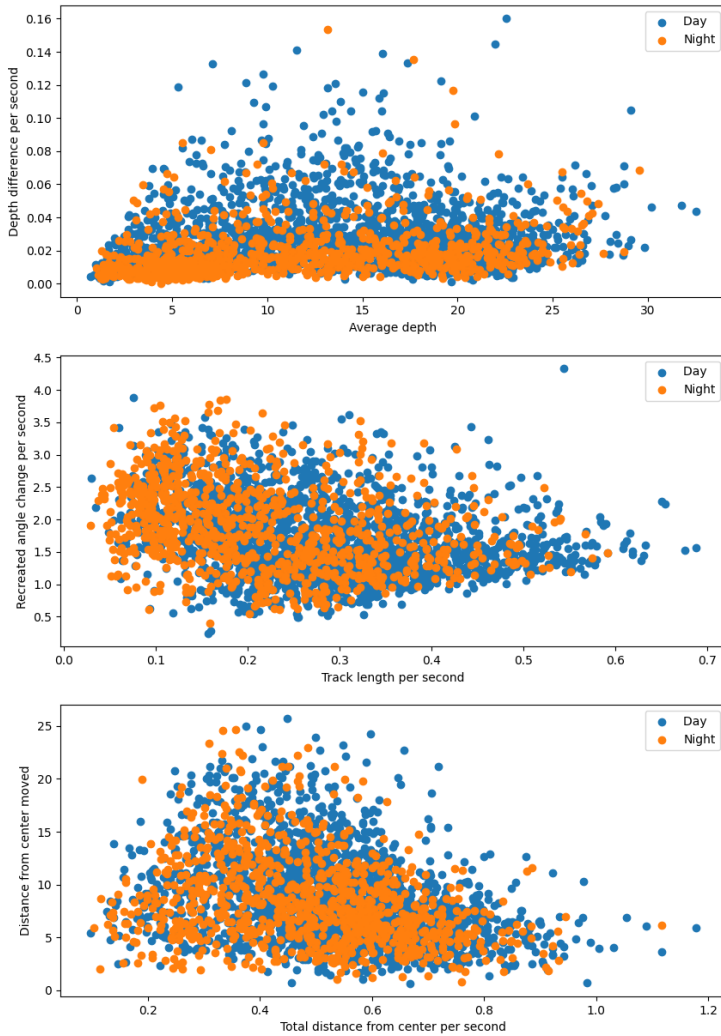 0.16
0.14
0.12
0.10
0.08
0.06
0.04
0.02
0.00
Depth difference per second
Day
Night
0 5 10 15 20 25 30
Average depth
4.5
4.0
3.5
3.0
2.5
2.0
1.5
1.0
0.5
Recreated angle change per second
Day
Night
0.0 0.1 0.2 0.3 0.4 0.5 0.6 0.7
Track length per second
25
20
15
10
5
0
Distance from center moved
Day
Night
0.2 0.4 0.6 0.8 1.0 1.2
Total distance from center per second